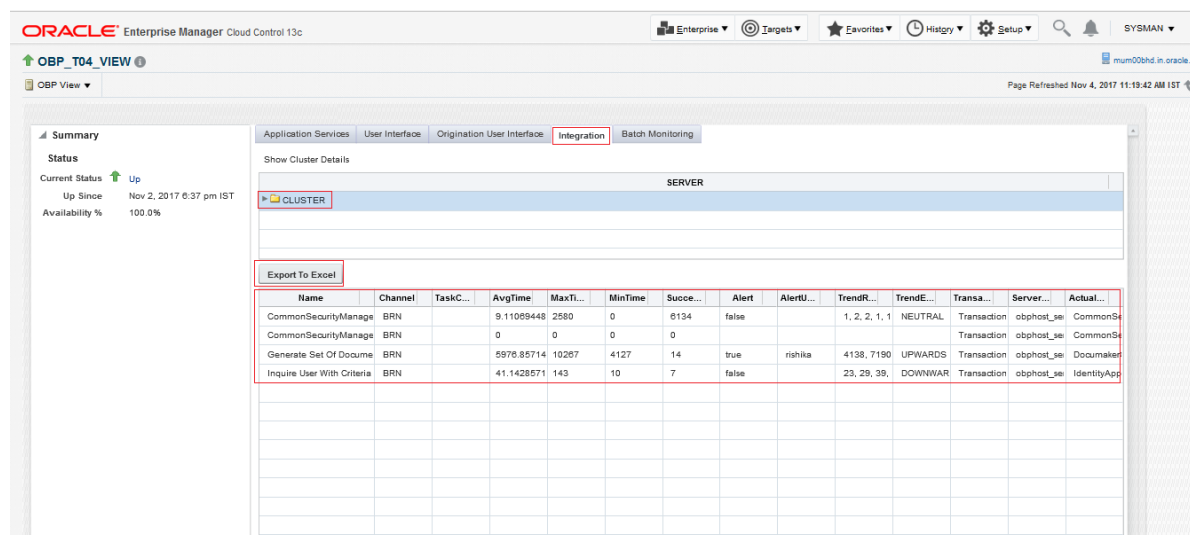 ORACLE Enterprise Manager Cloud Control 13c
Enterprise Targets Favorites History Setup SYSMAN
OBP_T04_VIEW
mum00bhd.in.oracle.
OBP View
Page Refreshed Nov 4, 2017 11:19:42 AM IST
Summary
Status
Current Status Up
Up Since Nov 2, 2017 6:37 pm IST
Availability % 100.0%
Application Services User Interface Origination User Interface Integration Batch Monitoring
Show Cluster Details
SERVER
CLUSTER
Export To Excel
Name Channel TaskC... AvgTime MaxTi... MinTime Succe... Alert AlertU... TrendR... TrendE... Transa... Server... Actual...
CommonSecurityManage BRN 9.11069448 2580 0 6134 false 1, 2, 2, 1, 1 NEUTRAL Transaction obphost_se CommonSe
CommonSecurityManage BRN 0 0 0 0 Transaction obphost_se CommonSe
Generate Set Of Docume BRN 5976.85714 10267 4127 14 true rishika 4138, 7190 UPWARDS Transaction obphost_se Documaker
Inquire User With Criteria BRN 41.1428571 143 10 7 false 23, 29, 39, DOWNWAR Transaction obphost_se IdentityApp